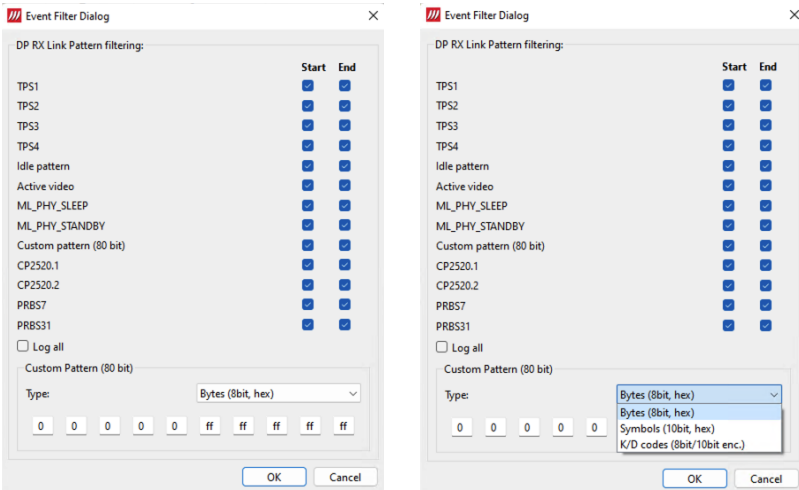 Event Filter Dialog
DP RX Link Pattern filtering:
Start End
TPS1
TPS2
TPS3
TPS4
Idle pattern
Active video
ML_PHY_SLEEP
ML_PHY_STANDBY
Custom pattern (80 bit)
CP2520.1
CP2520.2
PRBS7
PRBS31
Log all
Custom Pattern (80 bit)
Type: Bytes (8bit, hex)
0 0 0 0 0 ff ff ff ff ff
OK Cancel
Event Filter Dialog
DP RX Link Pattern filtering:
Start End
TPS1
TPS2
TPS3
TPS4
Idle pattern
Active video
ML_PHY_SLEEP
ML_PHY_STANDBY
Custom pattern (80 bit)
CP2520.1
CP2520.2
PRBS7
PRBS31
Log all
Custom Pattern (80 bit)
Type: Bytes (8bit, hex)
Bytes (8bit, hex)
0 0 0 0 0 Symbols (10bit, hex)
K/D codes (8bit/10bit enc.)
OK Cancel